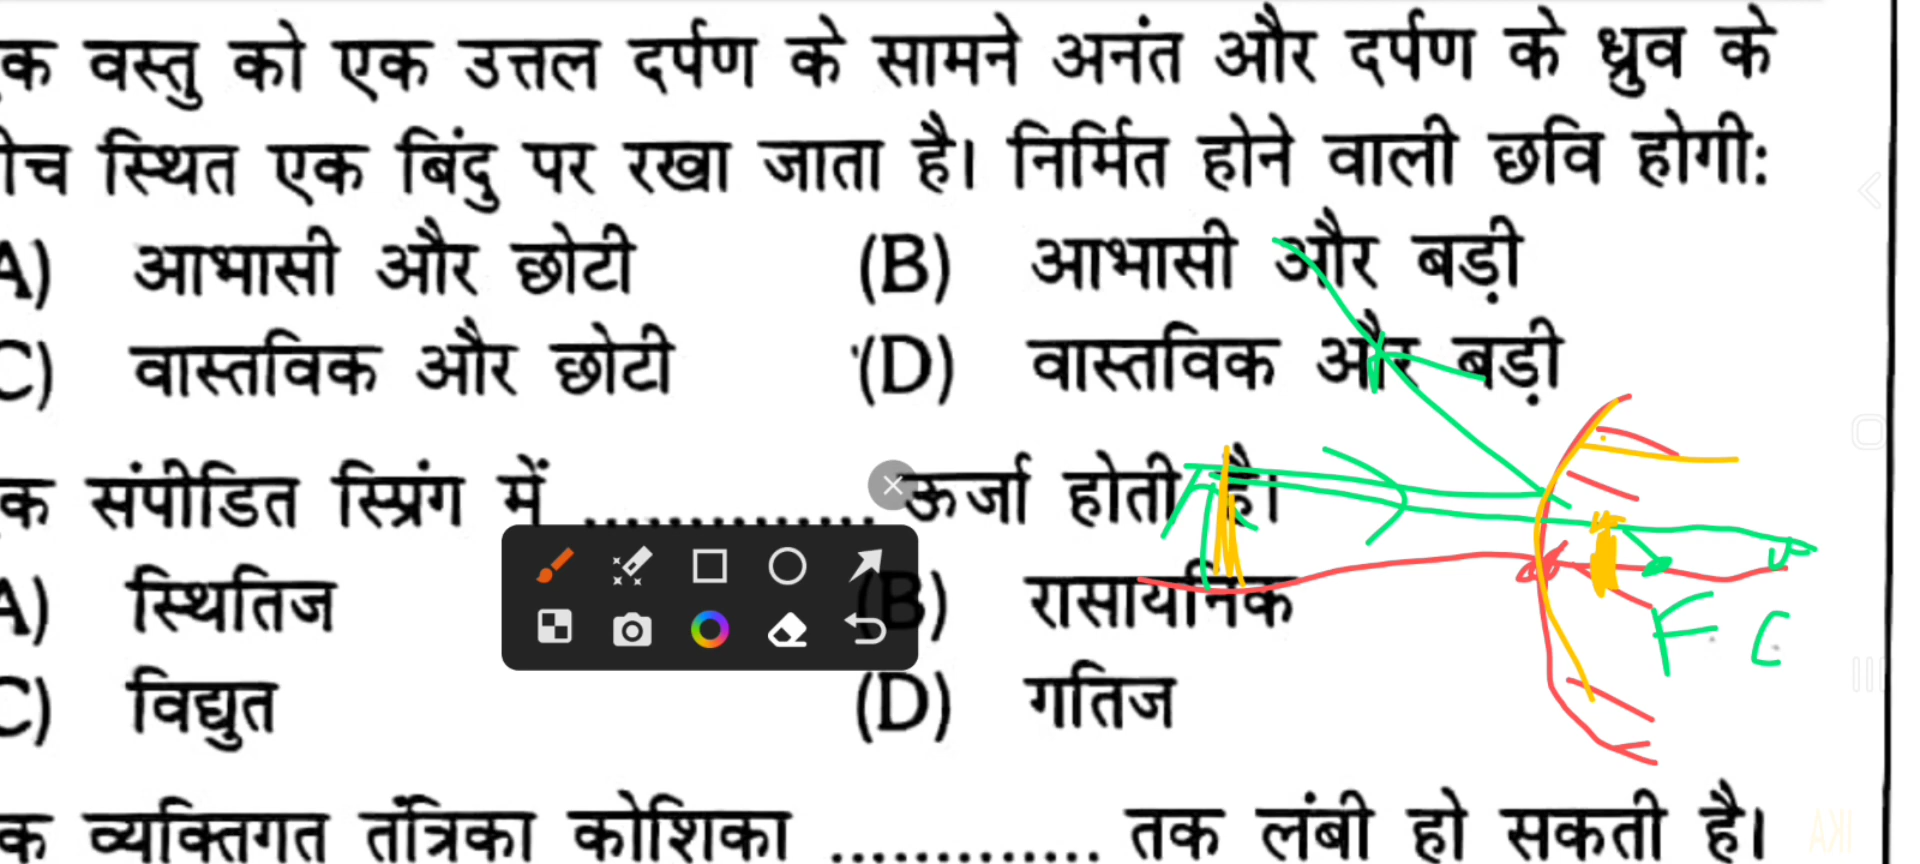 क वस्तु को एक उत्तल दर्पण के सामने अनंत और दर्पण के ध्रुव के
ीच स्थित एक बिंदु पर रखा जाता है। निर्मित होने वाली छवि होगी:
A) आभासी और छोटी (B) आभासी और बड़ी
C) वास्तविक और छोटी (D) वास्तविक और बड़ी
क संपीडित स्प्रिंग में .............. ऊर्जा होती है।
A) स्थितिज (B) रासायनिक
F C
C) विद्युत (D) गतिज
क व्यक्तिगत तंत्रिका कोशिका ............. तक लंबी हो सकती है।